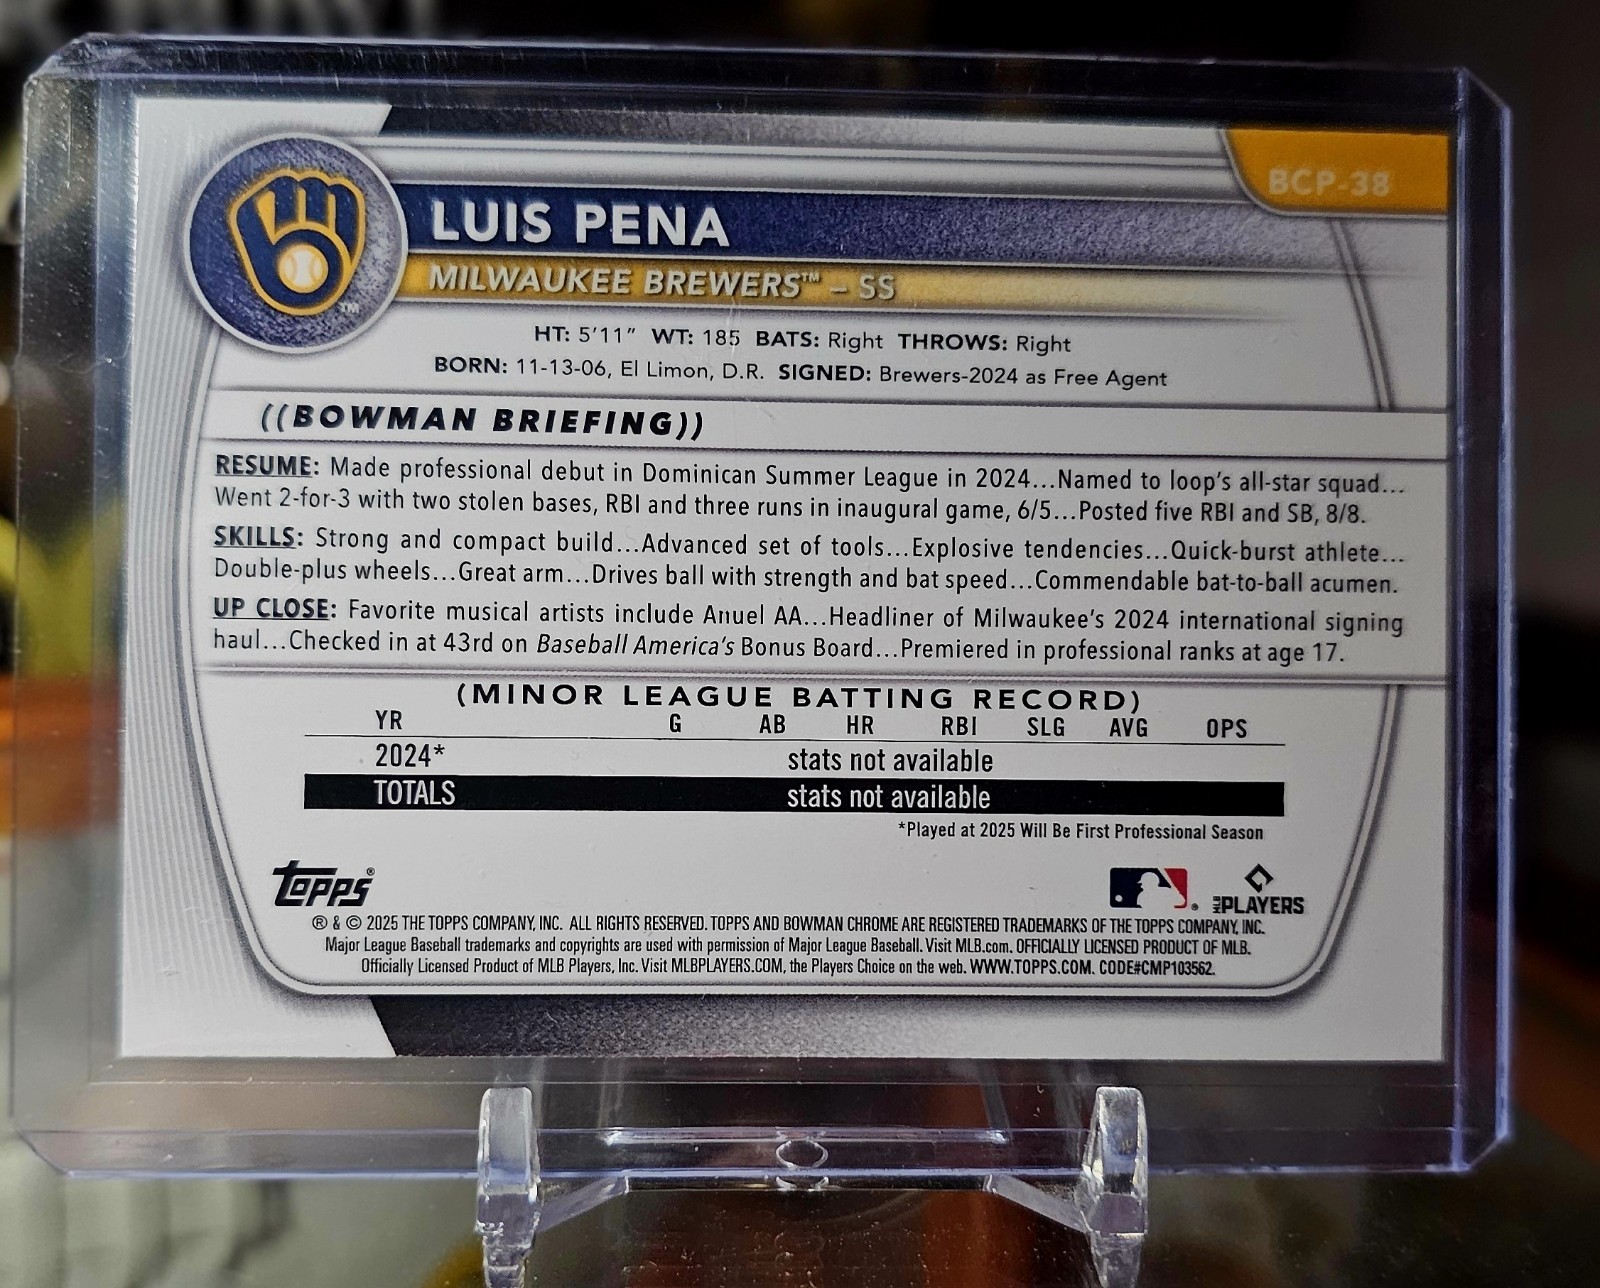 BCP-38
LUIS PENA
MILWAUKEE BREWERS™ – SS
HT: 5'11" WT: 185 BATS: Right THROWS: Right
BORN: 11-13-06, El Limon, D.R. SIGNED: Brewers-2024 as Free Agent
((BOWMAN BRIEFING))
RESUME: Made professional debut in Dominican Summer League in 2024...Named to loop's all-star squad...
Went 2-for-3 with two stolen bases, RBI and three runs in inaugural game, 6/5...Posted five RBI and SB, 8/8.
SKILLS: Strong and compact build...Advanced set of tools...Explosive tendencies...Quick-burst athlete...
Double-plus wheels...Great arm...Drives ball with strength and bat speed...Commendable bat-to-ball acumen.
UP CLOSE: Favorite musical artists include Anuel AA...Headliner of Milwaukee's 2024 international signing
haul...Checked in at 43rd on Baseball America's Bonus Board...Premiered in professional ranks at age 17.
(MINOR LEAGUE BATTING RECORD)
YR G AB HR RBI SLG AVG OPS
2024* stats not available
TOTALS stats not available
*Played at 2025 Will Be First Professional Season
TOPPS® MLB PLAYERS
® & © 2025 THE TOPPS COMPANY, INC. ALL RIGHTS RESERVED. TOPPS AND BOWMAN CHROME ARE REGISTERED TRADEMARKS OF THE TOPPS COMPANY, INC.
Major League Baseball trademarks and copyrights are used with permission of Major League Baseball. Visit MLB.com. OFFICIALLY LICENSED PRODUCT OF MLB.
Officially Licensed Product of MLB Players, Inc. Visit MLBPLAYERS.COM, the Players Choice on the web. WWW.TOPPS.COM. CODE#CMP103562.